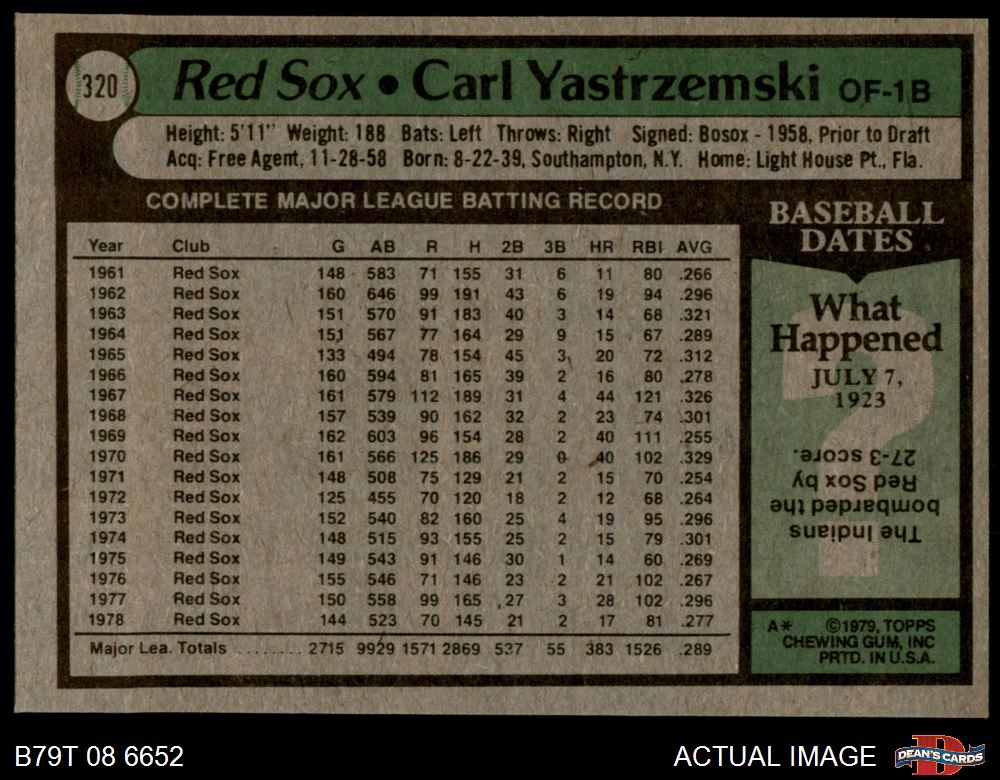 320
Red Sox • Carl Yastrzemski OF-1B
Height: 5'11" Weight: 188 Bats: Left Throws: Right Signed: Bosox - 1958, Prior to Draft
Acq: Free Agent, 11-28-58 Born: 8-22-39, Southampton, N.Y. Home: Light House Pt., Fla.
COMPLETE MAJOR LEAGUE BATTING RECORD
Year Club G AB R H 2B 3B HR RBI AVG
1961 Red Sox 148 583 71 155 31 6 11 80 .266
1962 Red Sox 160 646 99 191 43 6 19 94 .296
1963 Red Sox 151 570 91 183 40 3 14 68 .321
1964 Red Sox 151 567 77 164 29 9 15 67 .289
1965 Red Sox 133 494 78 154 45 3 20 72 .312
1966 Red Sox 160 594 81 165 39 2 16 80 .278
1967 Red Sox 161 579 112 189 31 4 44 121 .326
1968 Red Sox 157 539 90 162 32 2 23 74 .301
1969 Red Sox 162 603 96 154 28 2 40 111 .255
1970 Red Sox 161 566 125 186 29 0 40 102 .329
1971 Red Sox 148 508 75 129 21 2 15 70 .254
1972 Red Sox 125 455 70 120 18 2 12 68 .264
1973 Red Sox 152 540 82 160 25 4 19 95 .296
1974 Red Sox 148 515 93 155 25 2 15 79 .301
1975 Red Sox 149 543 91 146 30 1 14 60 .269
1976 Red Sox 155 546 71 146 23 2 21 102 .267
1977 Red Sox 150 558 99 165 27 3 28 102 .296
1978 Red Sox 144 523 70 145 21 2 17 81 .277
Major Lea. Totals ........ 2715 9929 1571 2869 537 55 383 1526 .289
BASEBALL
DATES
What
Happened
JULY 7,
1923
The Indians
bombarded the
Red Sox by
27-3 score.
A* ©1979, TOPPS
CHEWING GUM, INC
PRTD. IN U.S.A.
B79T 08 6652
ACTUAL IMAGE
DEAN'S CARDS